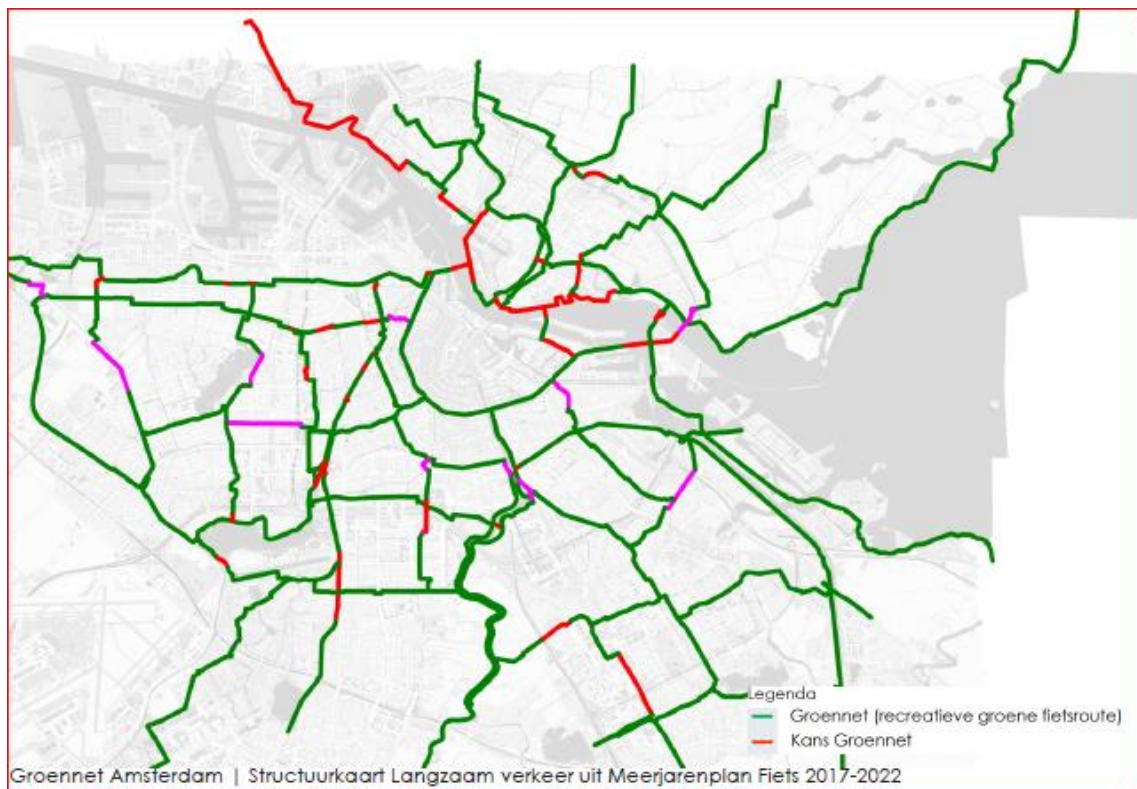 Legenda
Groennet (recreatieve groene fietsroute)
Kans Groennet
Groennet Amsterdam | Structuurkaart Langzaam verkeer uit Meerjarenplan Fiets 2017-2022